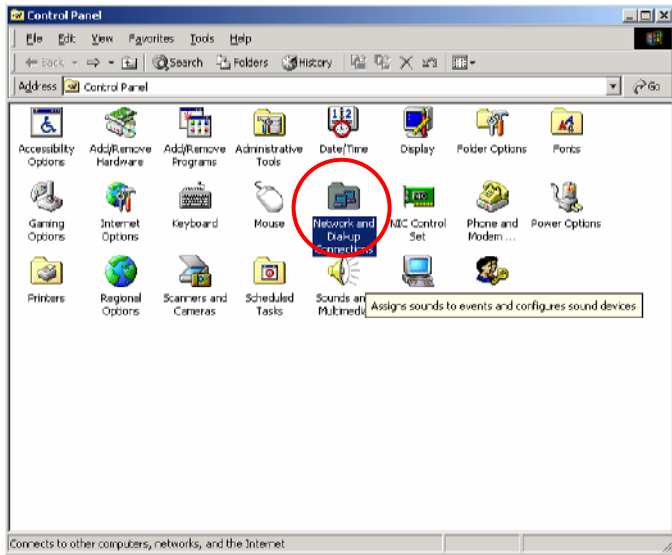 Control Panel
File Edit View Favorites Tools Help
Back Search Folders History
Address Control Panel Go
Accessibility Options
Add/Remove Hardware
Add/Remove Programs
Administrative Tools
Date/Time
Display
Folder Options
Fonts
Gaming Options
Internet Options
Keyboard
Mouse
Network and Dial-up Connections
NIC Control Set
Phone and Modem ...
Power Options
Printers
Regional Options
Scanners and Cameras
Scheduled Tasks
Sounds an
Multimedia
Assigns sounds to events and configures sound devices
Connects to other computers, networks, and the Internet